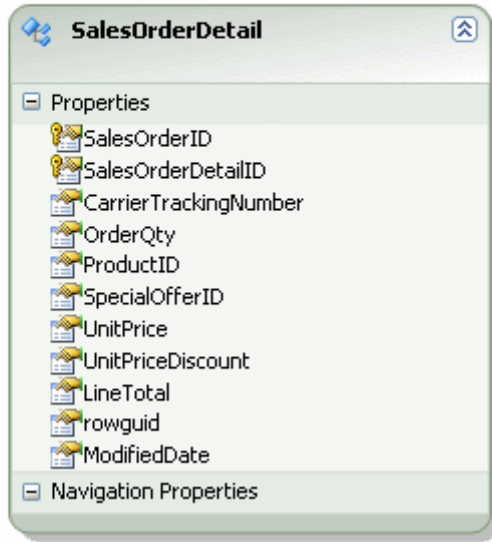 SalesOrderDetail
Properties
SalesOrderID
SalesOrderDetailID
CarrierTrackingNumber
OrderQty
ProductID
SpecialOfferID
UnitPrice
UnitPriceDiscount
LineTotal
rowguid
ModifiedDate
Navigation Properties